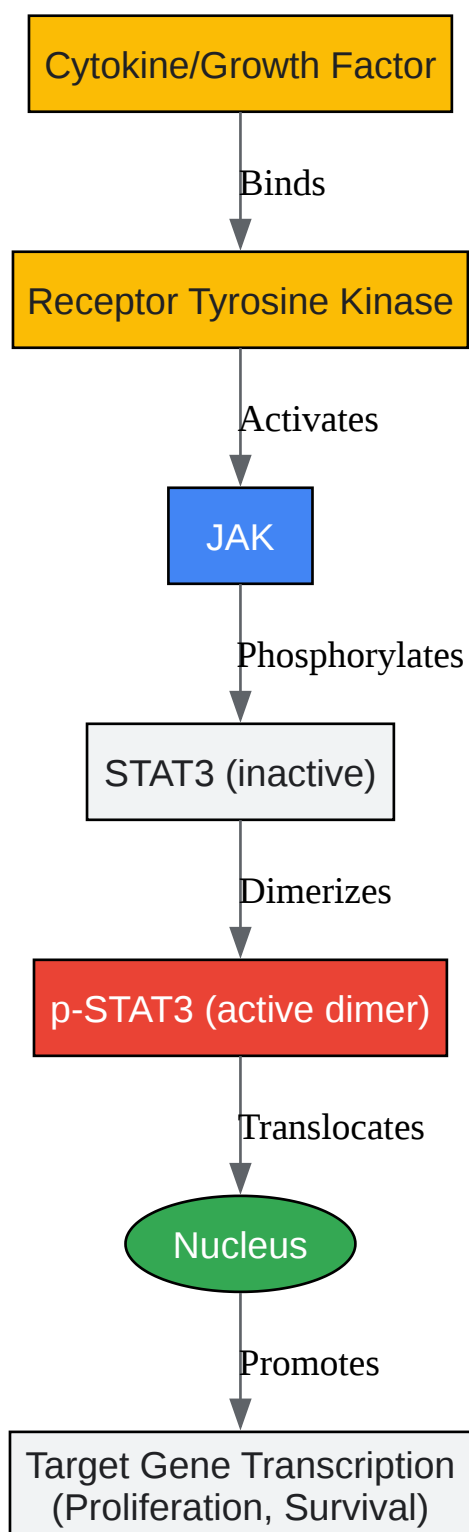 Cytokine/Growth Factor
Binds
Receptor Tyrosine Kinase
Activates
JAK
Phosphorylates
STAT3 (inactive)
Dimerizes
p-STAT3 (active dimer)
Translocates
Nucleus
Promotes
Target Gene Transcription
(Proliferation, Survival)